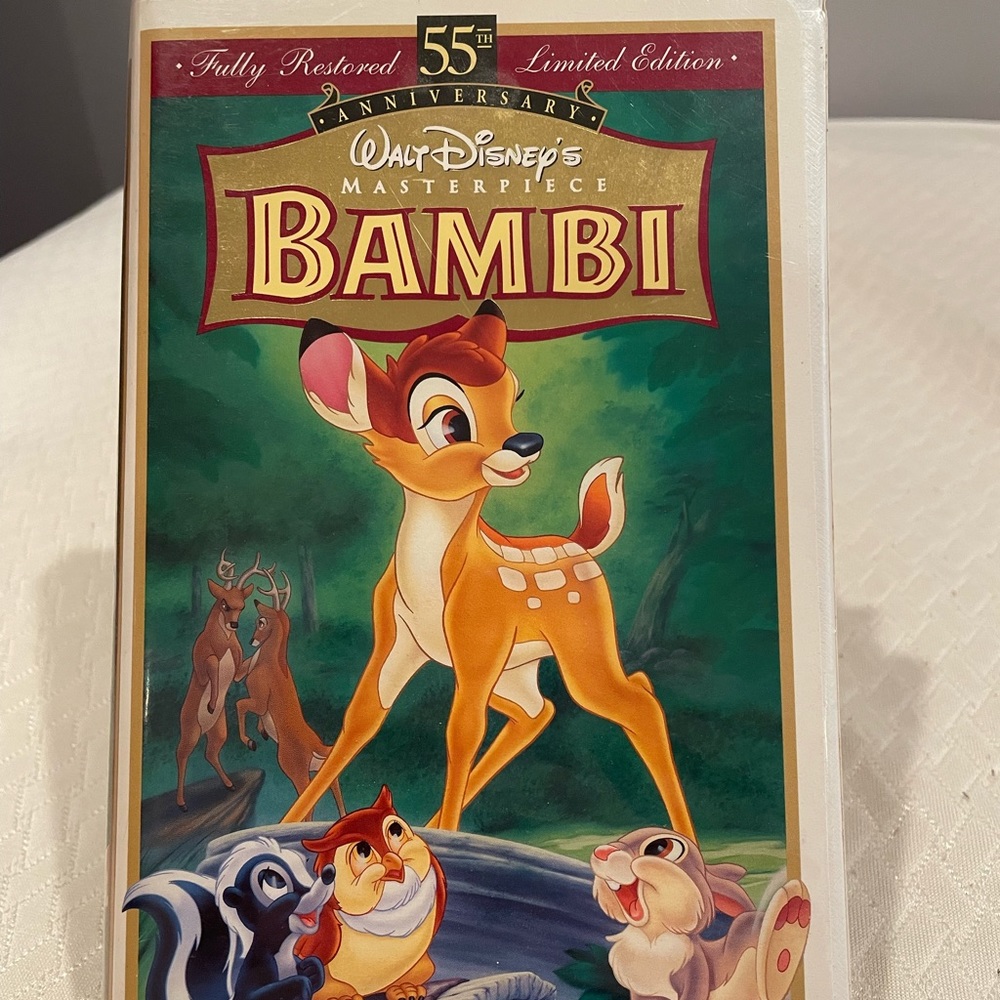 · Fully Restored 55TH Limited Edition ·
· ANNIVERSARY ·
WALT DISNEY'S
MASTERPIECE
BAMBI